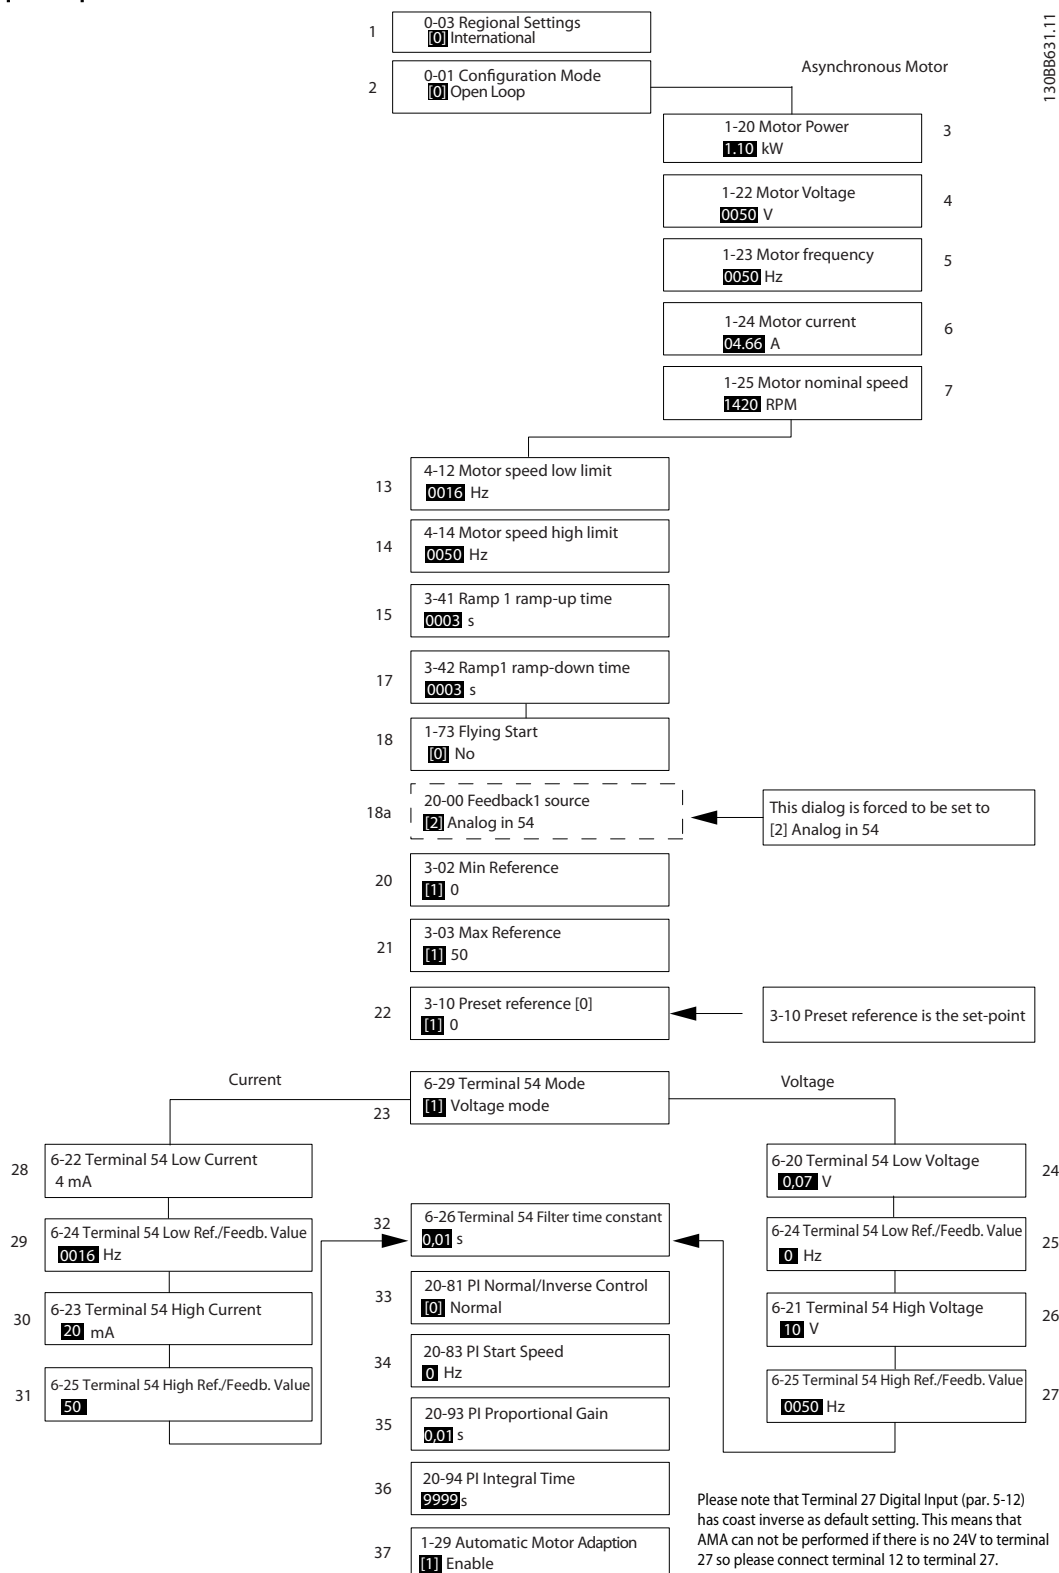 130BB631.11
1
0-03 Regional Settings
[0] International
2
0-01 Configuration Mode
[0] Open Loop
Asynchronous Motor
1-20 Motor Power
1.10 kW
3
1-22 Motor Voltage
0050 V
4
1-23 Motor frequency
0050 Hz
5
1-24 Motor current
04.66 A
6
1-25 Motor nominal speed
1420 RPM
7
13
4-12 Motor speed low limit
0016 Hz
14
4-14 Motor speed high limit
0050 Hz
15
3-41 Ramp 1 ramp-up time
0003 s
17
3-42 Ramp1 ramp-down time
0003 s
18
1-73 Flying Start
[0] No
18a
20-00 Feedback1 source
[2] Analog in 54
This dialog is forced to be set to
[2] Analog in 54
20
3-02 Min Reference
[1] 0
21
3-03 Max Reference
[1] 50
22
3-10 Preset reference [0]
[1] 0
3-10 Preset reference is the set-point
Current
23
6-29 Terminal 54 Mode
[1] Voltage mode
Voltage
28
6-22 Terminal 54 Low Current
4 mA
29
6-24 Terminal 54 Low Ref./Feedb. Value
0016 Hz
30
6-23 Terminal 54 High Current
20 mA
31
6-25 Terminal 54 High Ref./Feedb. Value
50
6-20 Terminal 54 Low Voltage
0,07 V
24
6-24 Terminal 54 Low Ref./Feedb. Value
0 Hz
25
6-21 Terminal 54 High Voltage
10 V
26
6-25 Terminal 54 High Ref./Feedb. Value
0050 Hz
27
32
6-26 Terminal 54 Filter time constant
0,01 s
33
20-81 PI Normal/Inverse Control
[0] Normal
34
20-83 PI Start Speed
0 Hz
35
20-93 PI Proportional Gain
0,01 s
36
20-94 PI Integral Time
9999 s
37
1-29 Automatic Motor Adaption
[1] Enable
Please note that Terminal 27 Digital Input (par. 5-12)
has coast inverse as default setting. This means that
AMA can not be performed if there is no 24V to terminal
27 so please connect terminal 12 to terminal 27.